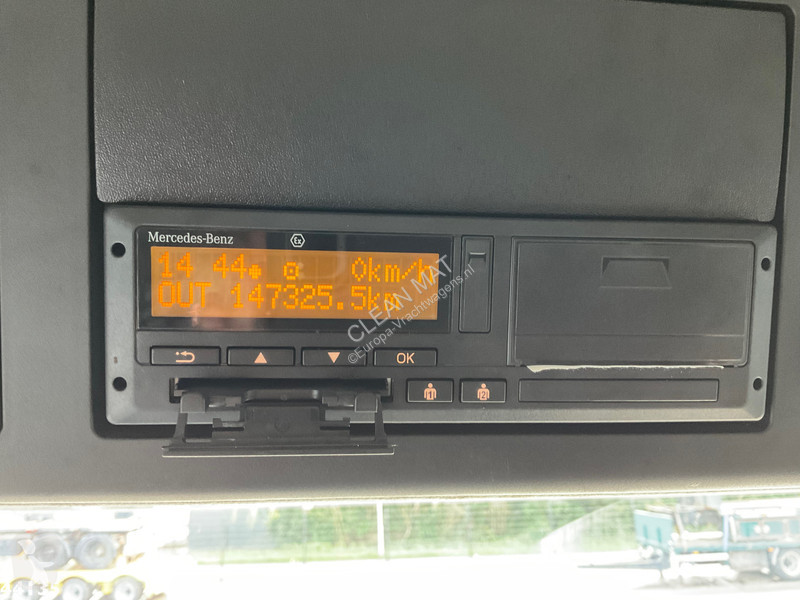 Mercedes-Benz Ex
14 44 0km/h
OUT 147325.5km
OK
1 2
CLEAN MAT
©Europa-Vrachtwagens.nl